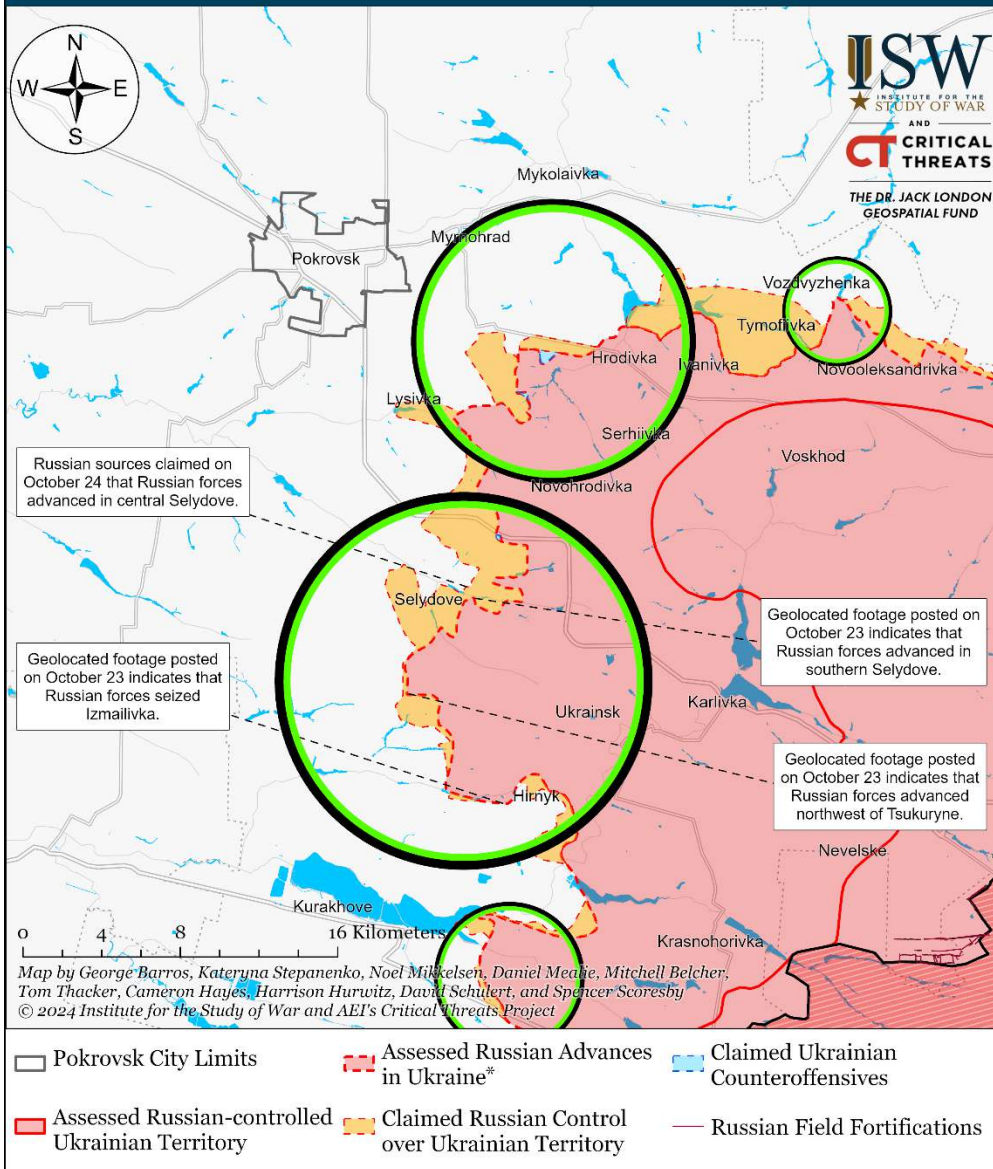 N
W E
S
ISW
INSTITUTE FOR THE
STUDY OF WAR
AND
CT CRITICAL
THREATS
THE DR. JACK LONDON
GEOSPATIAL FUND
Mykolaivka
Myrnohrad
Pokrovsk
Vozdvyzhenka
Tymofiivka
Hrodivka
Ivanivka
Novooleksandrivka
Lysivka
Serhiivka
Voskhod
Novohrodivka
Russian sources claimed on
October 24 that Russian forces
advanced in central Selydove.
Selydove
Geolocated footage posted on
October 23 indicates that
Russian forces advanced in
southern Selydove.
Geolocated footage posted
on October 23 indicates that
Russian forces seized
Izmailivka.
Ukrainsk
Karlivka
Geolocated footage posted
on October 23 indicates that
Russian forces advanced
northwest of Tsukuryne.
Hirnyk
Nevelske
Kurakhove
Krasnohorivka
0 4 8 16 Kilometers
Map by George Barros, Kateryna Stepanenko, Noel Mikkelsen, Daniel Mealie, Mitchell Belcher,
Tom Thacker, Cameron Hayes, Harrison Hurwitz, David Schulert, and Spencer Scoresby
© 2024 Institute for the Study of War and AEI's Critical Threats Project
Pokrovsk City Limits
Assessed Russian Advances
in Ukraine*
Claimed Ukrainian
Counteroffensives
Assessed Russian-controlled
Ukrainian Territory
Claimed Russian Control
over Ukrainian Territory
Russian Field Fortifications